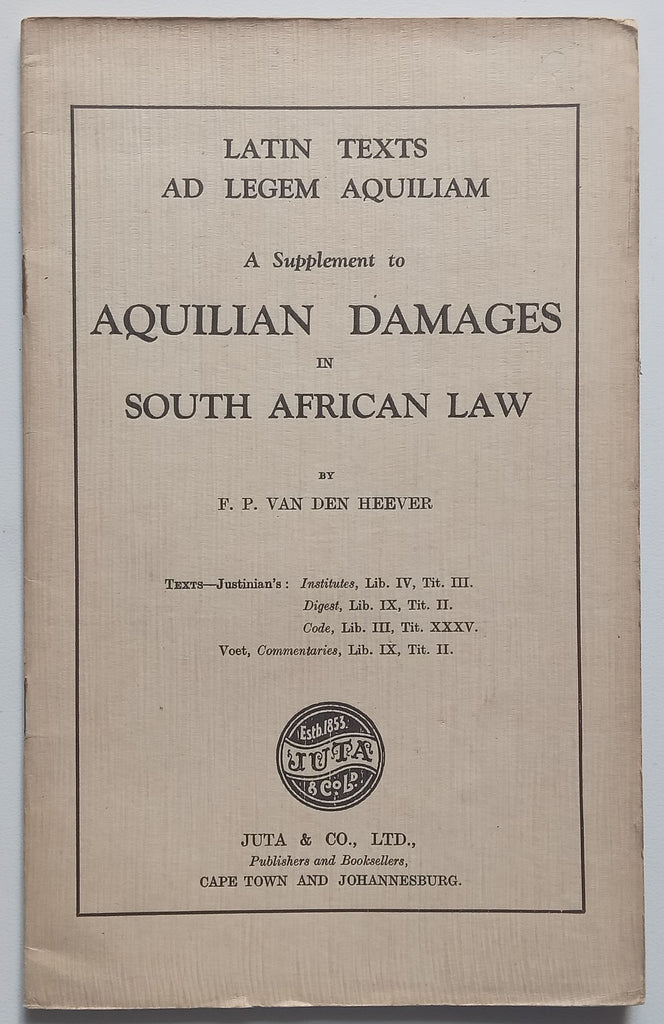 LATIN TEXTS
AD LEGEM AQUILIAM
A Supplement to
AQUILIAN DAMAGES
IN
SOUTH AFRICAN LAW
BY
F. P. VAN DEN HEEVER
TEXTS—Justinian's: Institutes, Lib. IV, Tit. III.
Digest, Lib. IX, Tit. II.
Code, Lib. III, Tit. XXXV.
Voet, Commentaries, Lib. IX, Tit. II.
Estb.1853.
JUTA
& Co LD.
JUTA & CO., LTD.,
Publishers and Booksellers,
CAPE TOWN AND JOHANNESBURG.